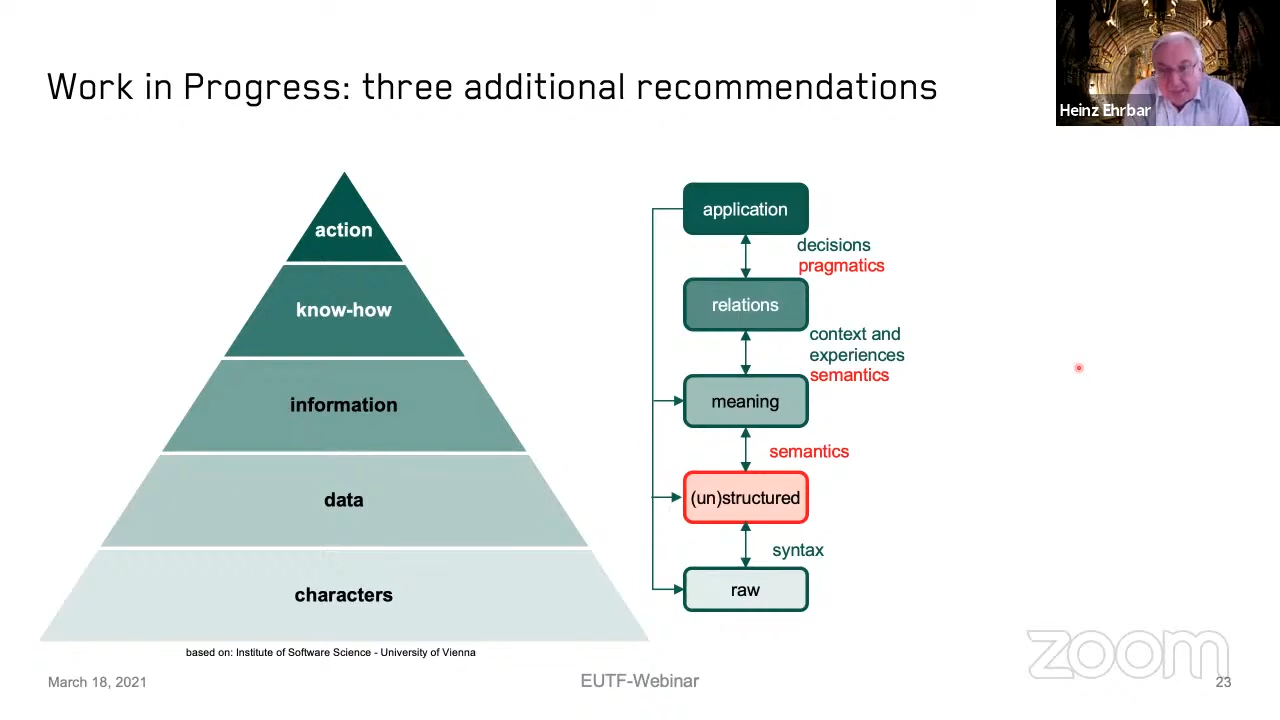 Work in Progress: three additional recommendations
Heinz Ehrbar
action
know-how
information
data
characters
based on: Institute of Software Science - University of Vienna
application
decisions
pragmatics
relations
context and
experiences
semantics
meaning
semantics
(un)structured
syntax
raw
zoom
March 18, 2021
EUTF-Webinar
23